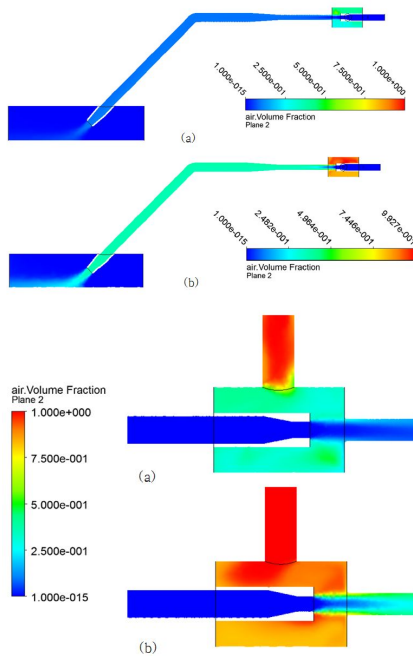 1.000e-015
2.500e-001
5.000e-001
7.500e-001
1.000e+000
air.Volume Fraction
Plane 2
(a)
1.000e-015
2.482e-001
4.964e-001
7.446e-001
9.927e-001
air.Volume Fraction
Plane 2
(b)
air.Volume Fraction
Plane 2
1.000e+000
7.500e-001
5.000e-001
2.500e-001
1.000e-015
(a)
(b)